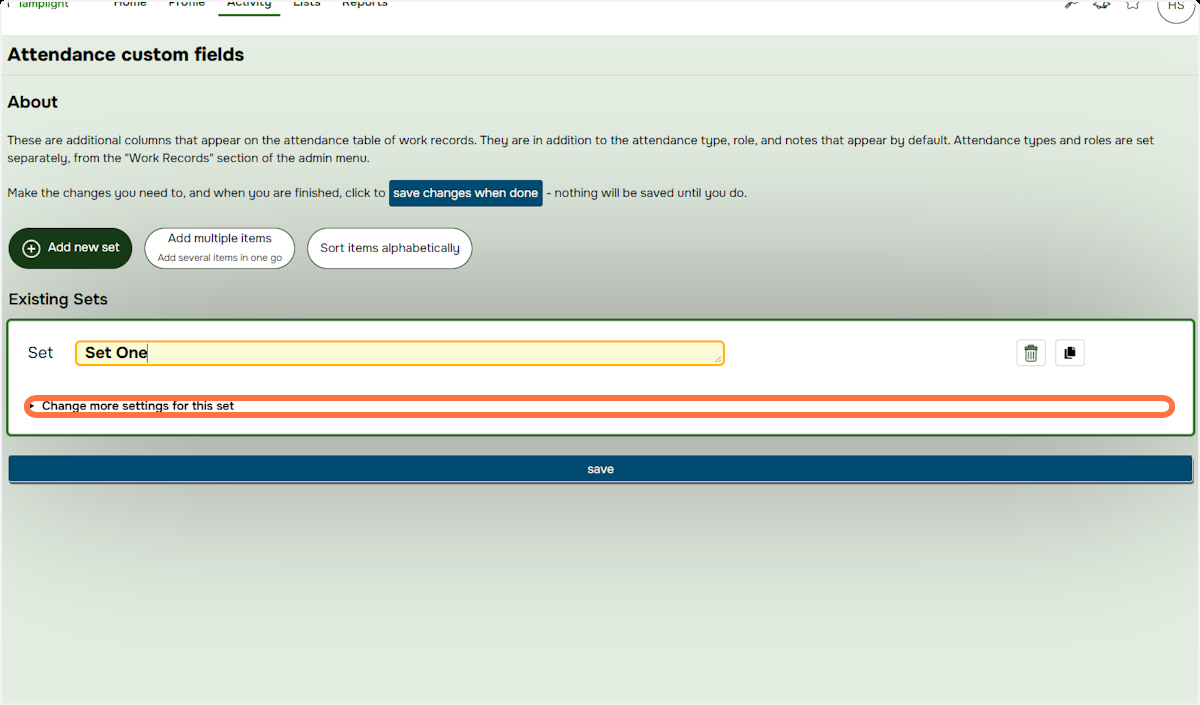 lamplight Home Profile Activity Lists Reports HS
Attendance custom fields
About
These are additional columns that appear on the attendance table of work records. They are in addition to the attendance type, role, and notes that appear by default. Attendance types and roles are set
separately, from the "Work Records" section of the admin menu.
Make the changes you need to, and when you are finished, click to save changes when done - nothing will be saved until you do.
Add new set
Add multiple items
Add several items in one go
Sort items alphabetically
Existing Sets
Set Set One
Change more settings for this set
save